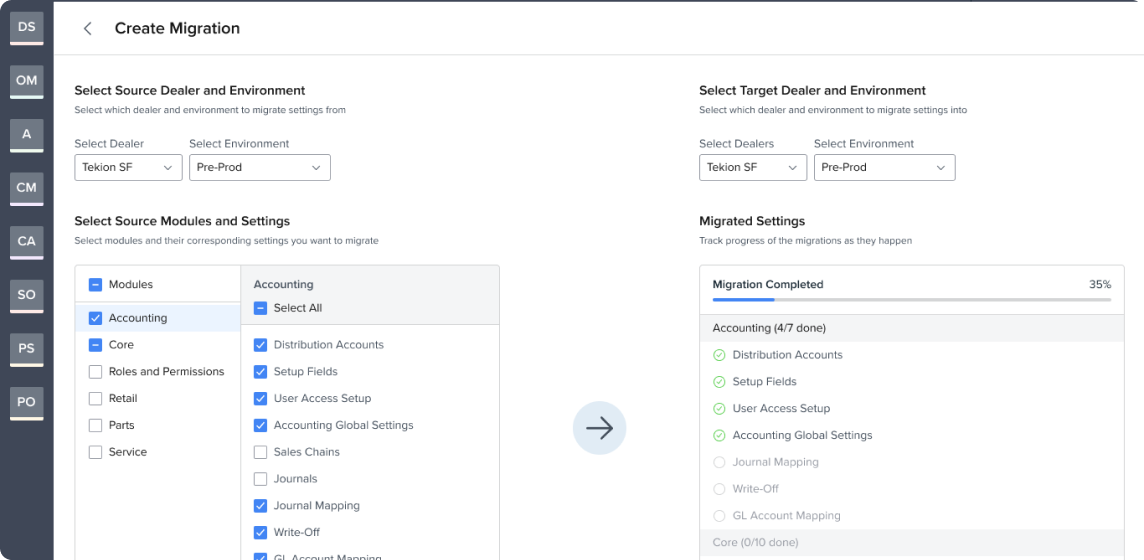 DS
OM
A
CM
CA
SO
PS
PO
Create Migration
Select Source Dealer and Environment
Select which dealer and environment to migrate settings from
Select Dealer
Select Environment
Tekion SF
Pre-Prod
Select Source Modules and Settings
Select modules and their corresponding settings you want to migrate
Modules
Accounting
Core
Roles and Permissions
Retail
Parts
Service
Accounting
Select All
Distribution Accounts
Setup Fields
User Access Setup
Accounting Global Settings
Sales Chains
Journals
Journal Mapping
Write-Off
GL Account Mapping
Select Target Dealer and Environment
Select which dealer and environment to migrate settings into
Select Dealers
Select Environment
Tekion SF
Pre-Prod
Migrated Settings
Track progress of the migrations as they happen
Migration Completed
35%
Accounting (4/7 done)
Distribution Accounts
Setup Fields
User Access Setup
Accounting Global Settings
Journal Mapping
Write-Off
GL Account Mapping
Core (0/10 done)